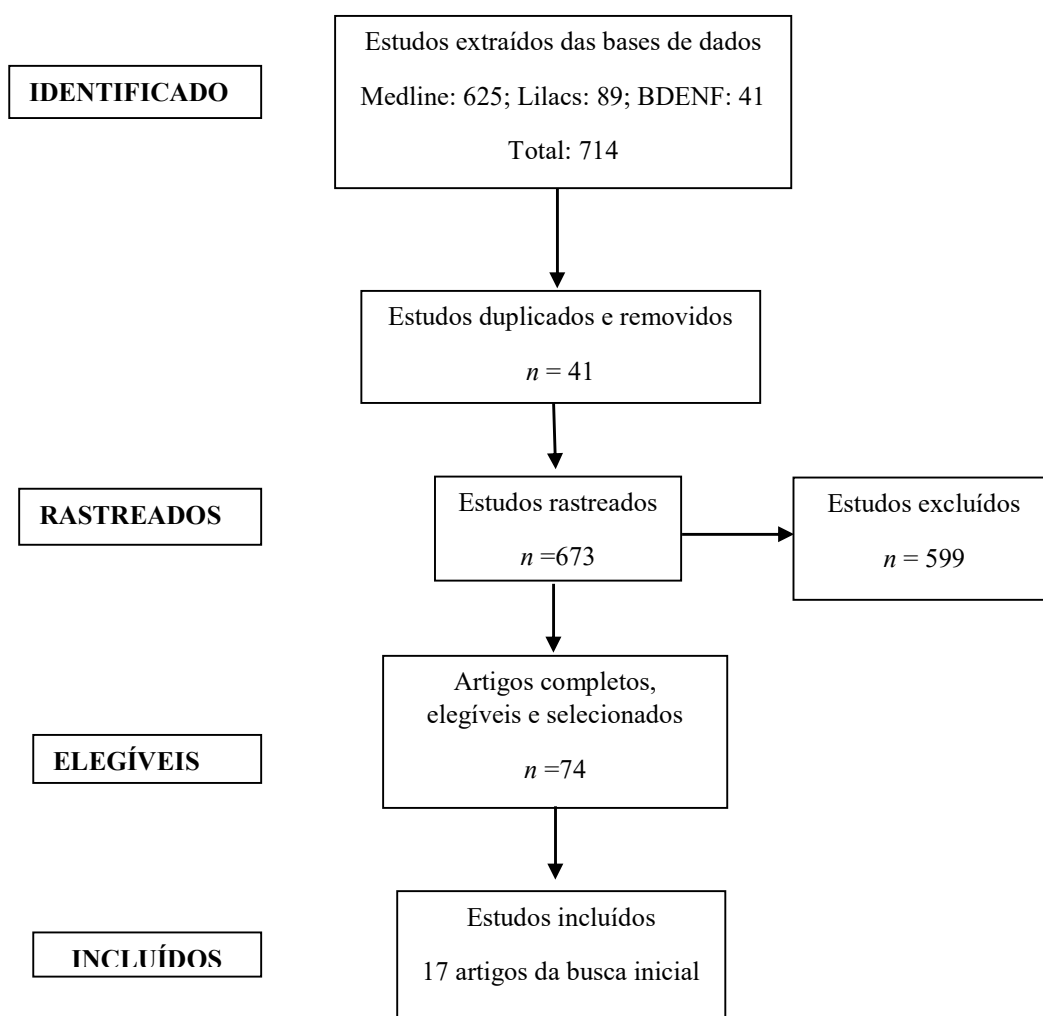 Estudos extraídos das bases de dados
IDENTIFICADO
Medline: 625; Lilacs: 89; BDENF: 41
Total: 714
Estudos duplicados e removidos
n = 41
RASTREADOS
Estudos rastreados
n =673
Estudos excluídos
n = 599
Artigos completos,
elegíveis e selecionados
ELEGÍVEIS
n =74
Estudos incluídos
INCLUÍDOS
17 artigos da busca inicial